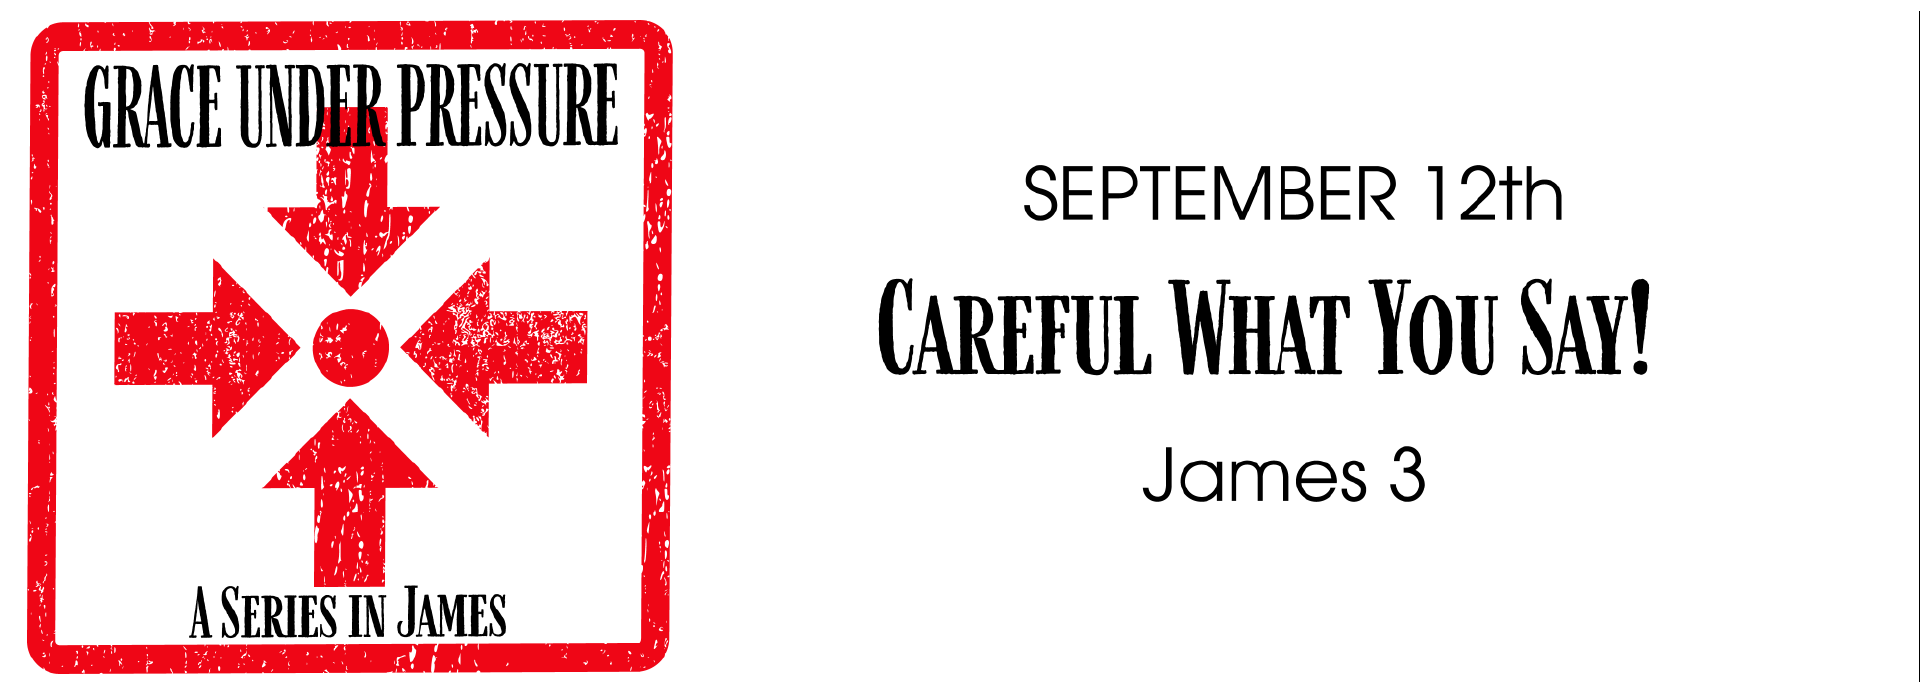 GRACE UNDER PRESSURE
A SERIES IN JAMES
SEPTEMBER 12th
CAREFUL WHAT YOU SAY!
James 3